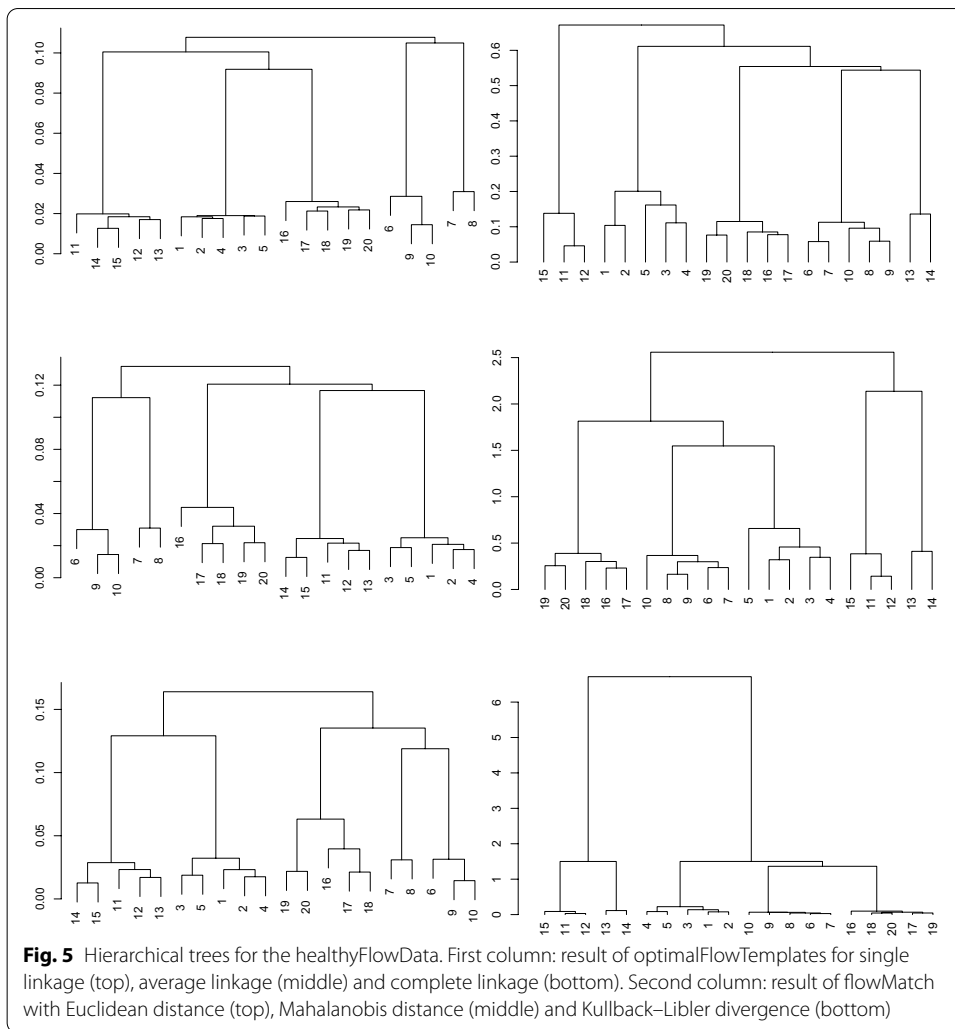 0.00 0.02 0.04 0.06 0.08 0.10
11 14 15 12 13 1 2 4 3 5 16 17 18 19 20 6 9 10 7 8
0.0 0.1 0.2 0.3 0.4 0.5 0.6
15 11 12 1 2 5 3 4 19 20 18 16 17 6 7 10 8 9 13 14
0.00 0.04 0.08 0.12
6 9 10 7 8 16 17 18 19 20 14 15 11 12 13 3 5 1 2 4
0.0 0.5 1.0 1.5 2.0 2.5
19 20 18 16 17 10 8 9 6 7 5 1 2 3 4 15 11 12 13 14
0.00 0.05 0.10 0.15
14 15 11 12 13 3 5 1 2 4 19 20 16 17 18 7 8 6 9 10
0 1 2 3 4 5 6
15 11 12 13 14 4 5 3 1 2 10 9 8 6 7 16 18 20 17 19
Fig. 5 Hierarchical trees for the healthyFlowData. First column: result of optimalFlowTemplates for single
linkage (top), average linkage (middle) and complete linkage (bottom). Second column: result of flowMatch
with Euclidean distance (top), Mahalanobis distance (middle) and Kullback–Libler divergence (bottom)